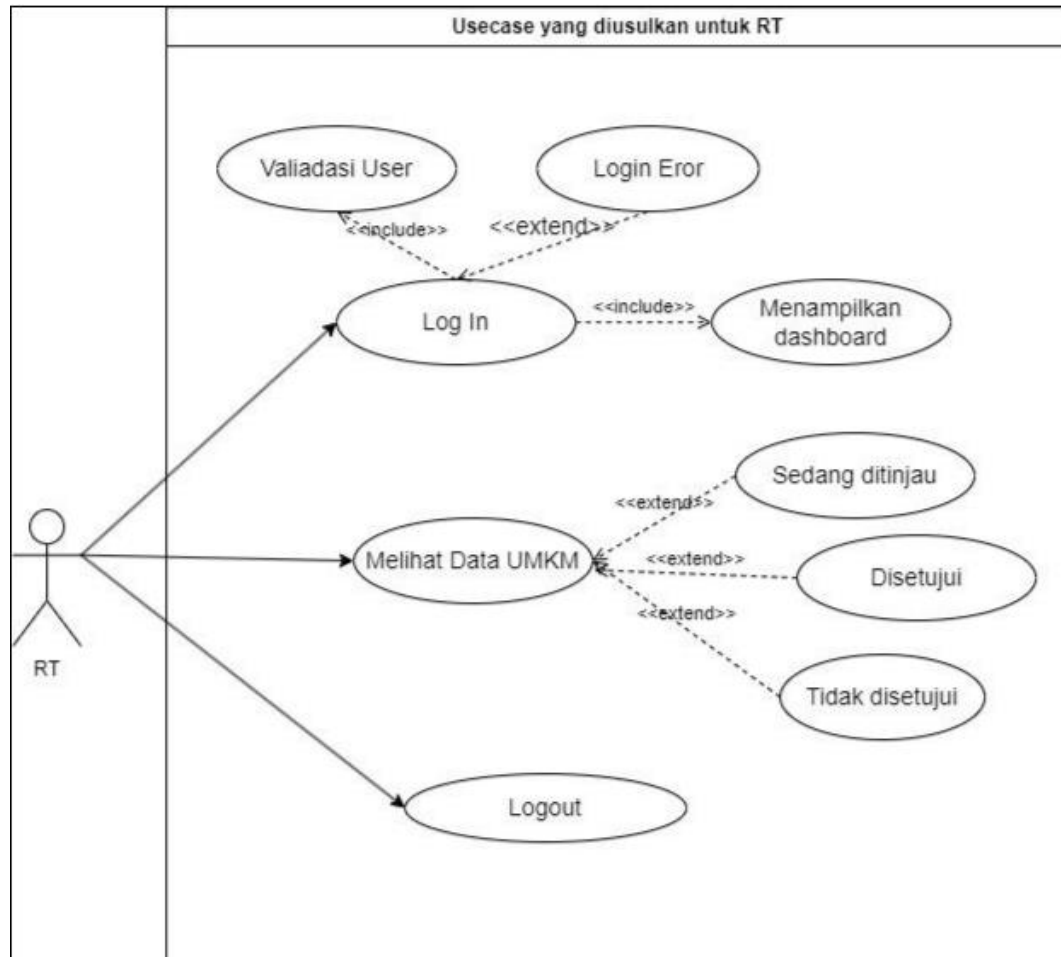 Usecase yang diusulkan untuk RT
Valiadasi User
Login Eror
<<include>>
<<extend>>
Log In
<<include>>
Menampilkan
dashboard
Sedang ditinjau
<<extend>>
Melihat Data UMKM
<<extend>>
Disetujui
<<extend>>
RT
Tidak disetujui
Logout